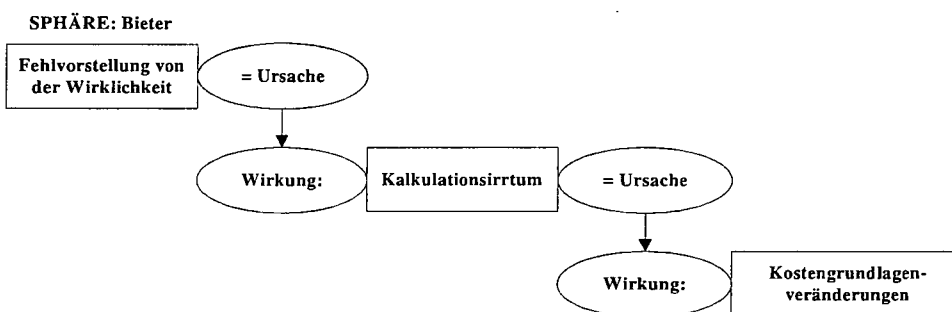 SPHÄRE: Bieter
Fehlvorstellung von
der Wirklichkeit
= Ursache
Wirkung:
Kalkulationsirrtum
= Ursache
Wirkung:
Kostengrundlagen-
veränderungen